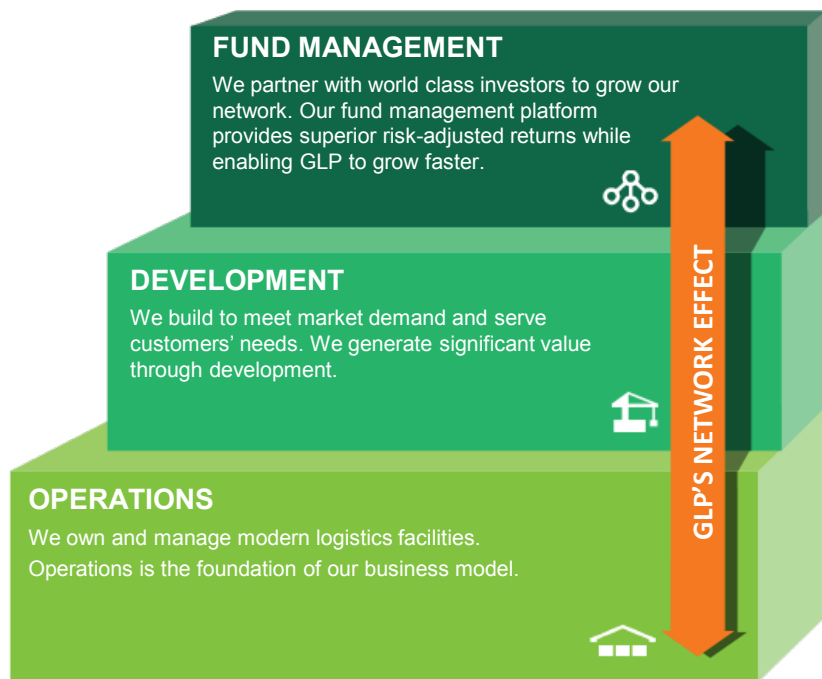 FUND MANAGEMENT
We partner with world class investors to grow our
network. Our fund management platform
provides superior risk-adjusted returns while
enabling GLP to grow faster.
DEVELOPMENT
We build to meet market demand and serve
customers’ needs. We generate significant value
through development.
OPERATIONS
We own and manage modern logistics facilities.
Operations is the foundation of our business model.
GLP’S NETWORK EFFECT